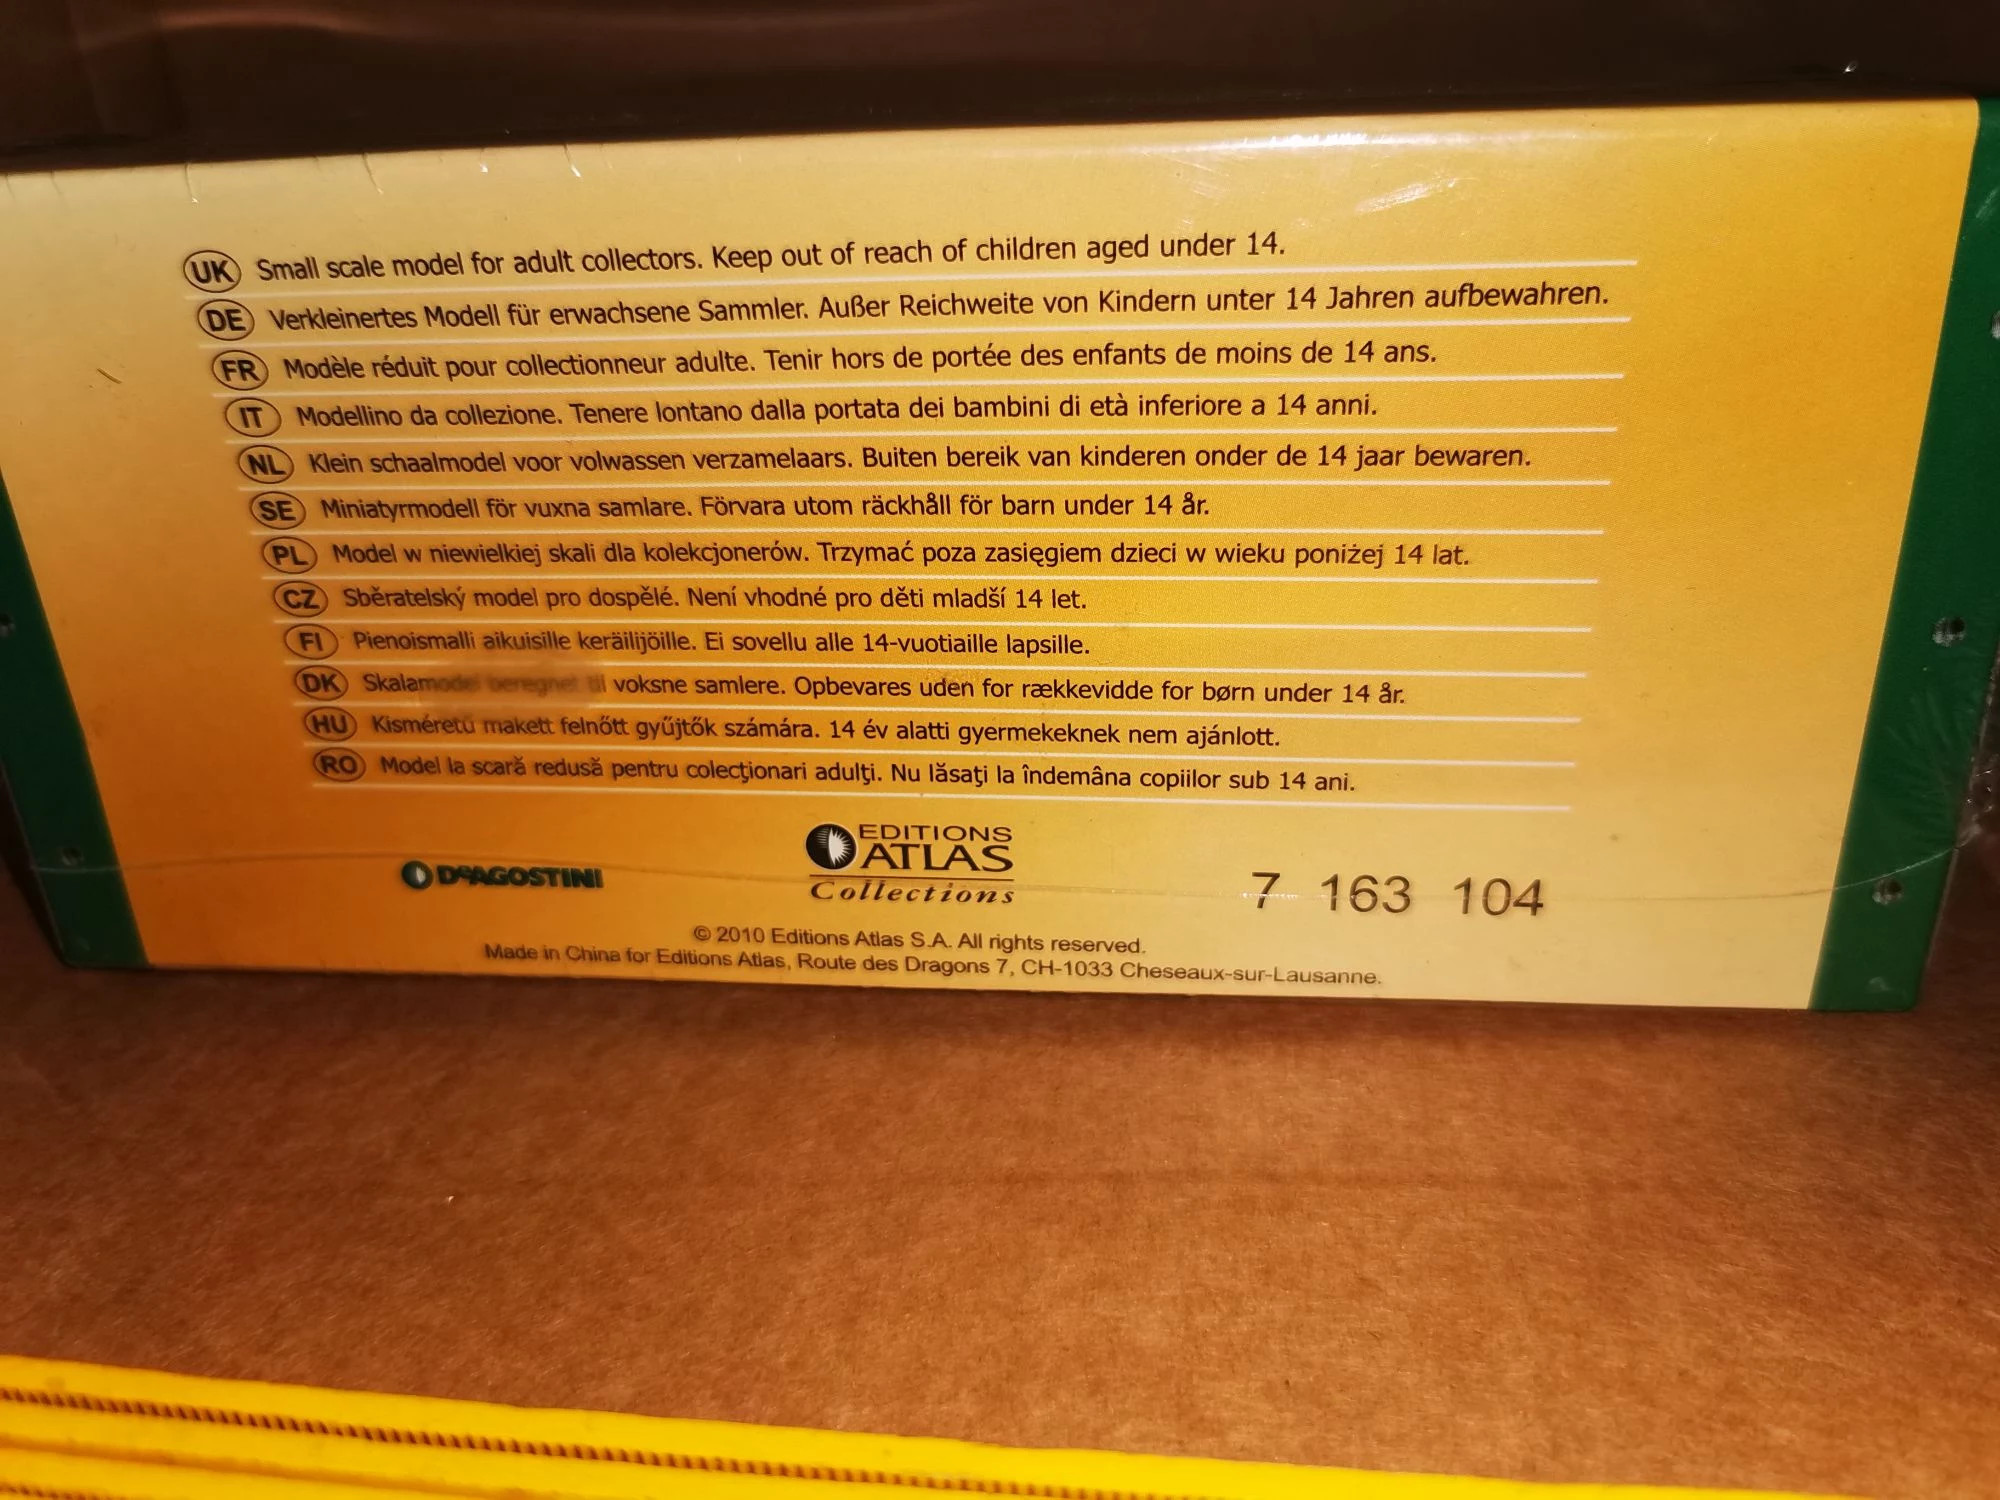 UK Small scale model for adult collectors. Keep out of reach of children aged under 14.
DE Verkleinertes Modell für erwachsene Sammler. Außer Reichweite von Kindern unter 14 Jahren aufbewahren.
FR Modèle réduit pour collectionneur adulte. Tenir hors de portée des enfants de moins de 14 ans.
IT Modellino da collezione. Tenere lontano dalla portata dei bambini di età inferiore a 14 anni.
NL Klein schaalmodel voor volwassen verzamelaars. Buiten bereik van kinderen onder de 14 jaar bewaren.
SE Miniatyrmodell för vuxna samlare. Förvara utom räckhåll för barn under 14 år.
PL Model w niewielkiej skali dla kolekcjonerów. Trzymać poza zasięgiem dzieci w wieku poniżej 14 lat.
CZ Sběratelský model pro dospělé. Není vhodné pro děti mladší 14 let.
FI Pienoismalli aikuisille keräilijöille. Ei sovellu alle 14-vuotiaille lapsille.
DK Skalamodel beregnet til voksne samlere. Opbevares uden for rækkevidde for børn under 14 år.
HU Kisméretű makett felnőtt gyűjtők számára. 14 év alatti gyermekeknek nem ajánlott.
RO Model la scară redusă pentru colecţionari adulţi. Nu lăsaţi la îndemâna copiilor sub 14 ani.
DeAGOSTINI
EDITIONS
ATLAS
Collections
7 163 104
© 2010 Editions Atlas S.A. All rights reserved.
Made in China for Editions Atlas, Route des Dragons 7, CH-1033 Cheseaux-sur-Lausanne.